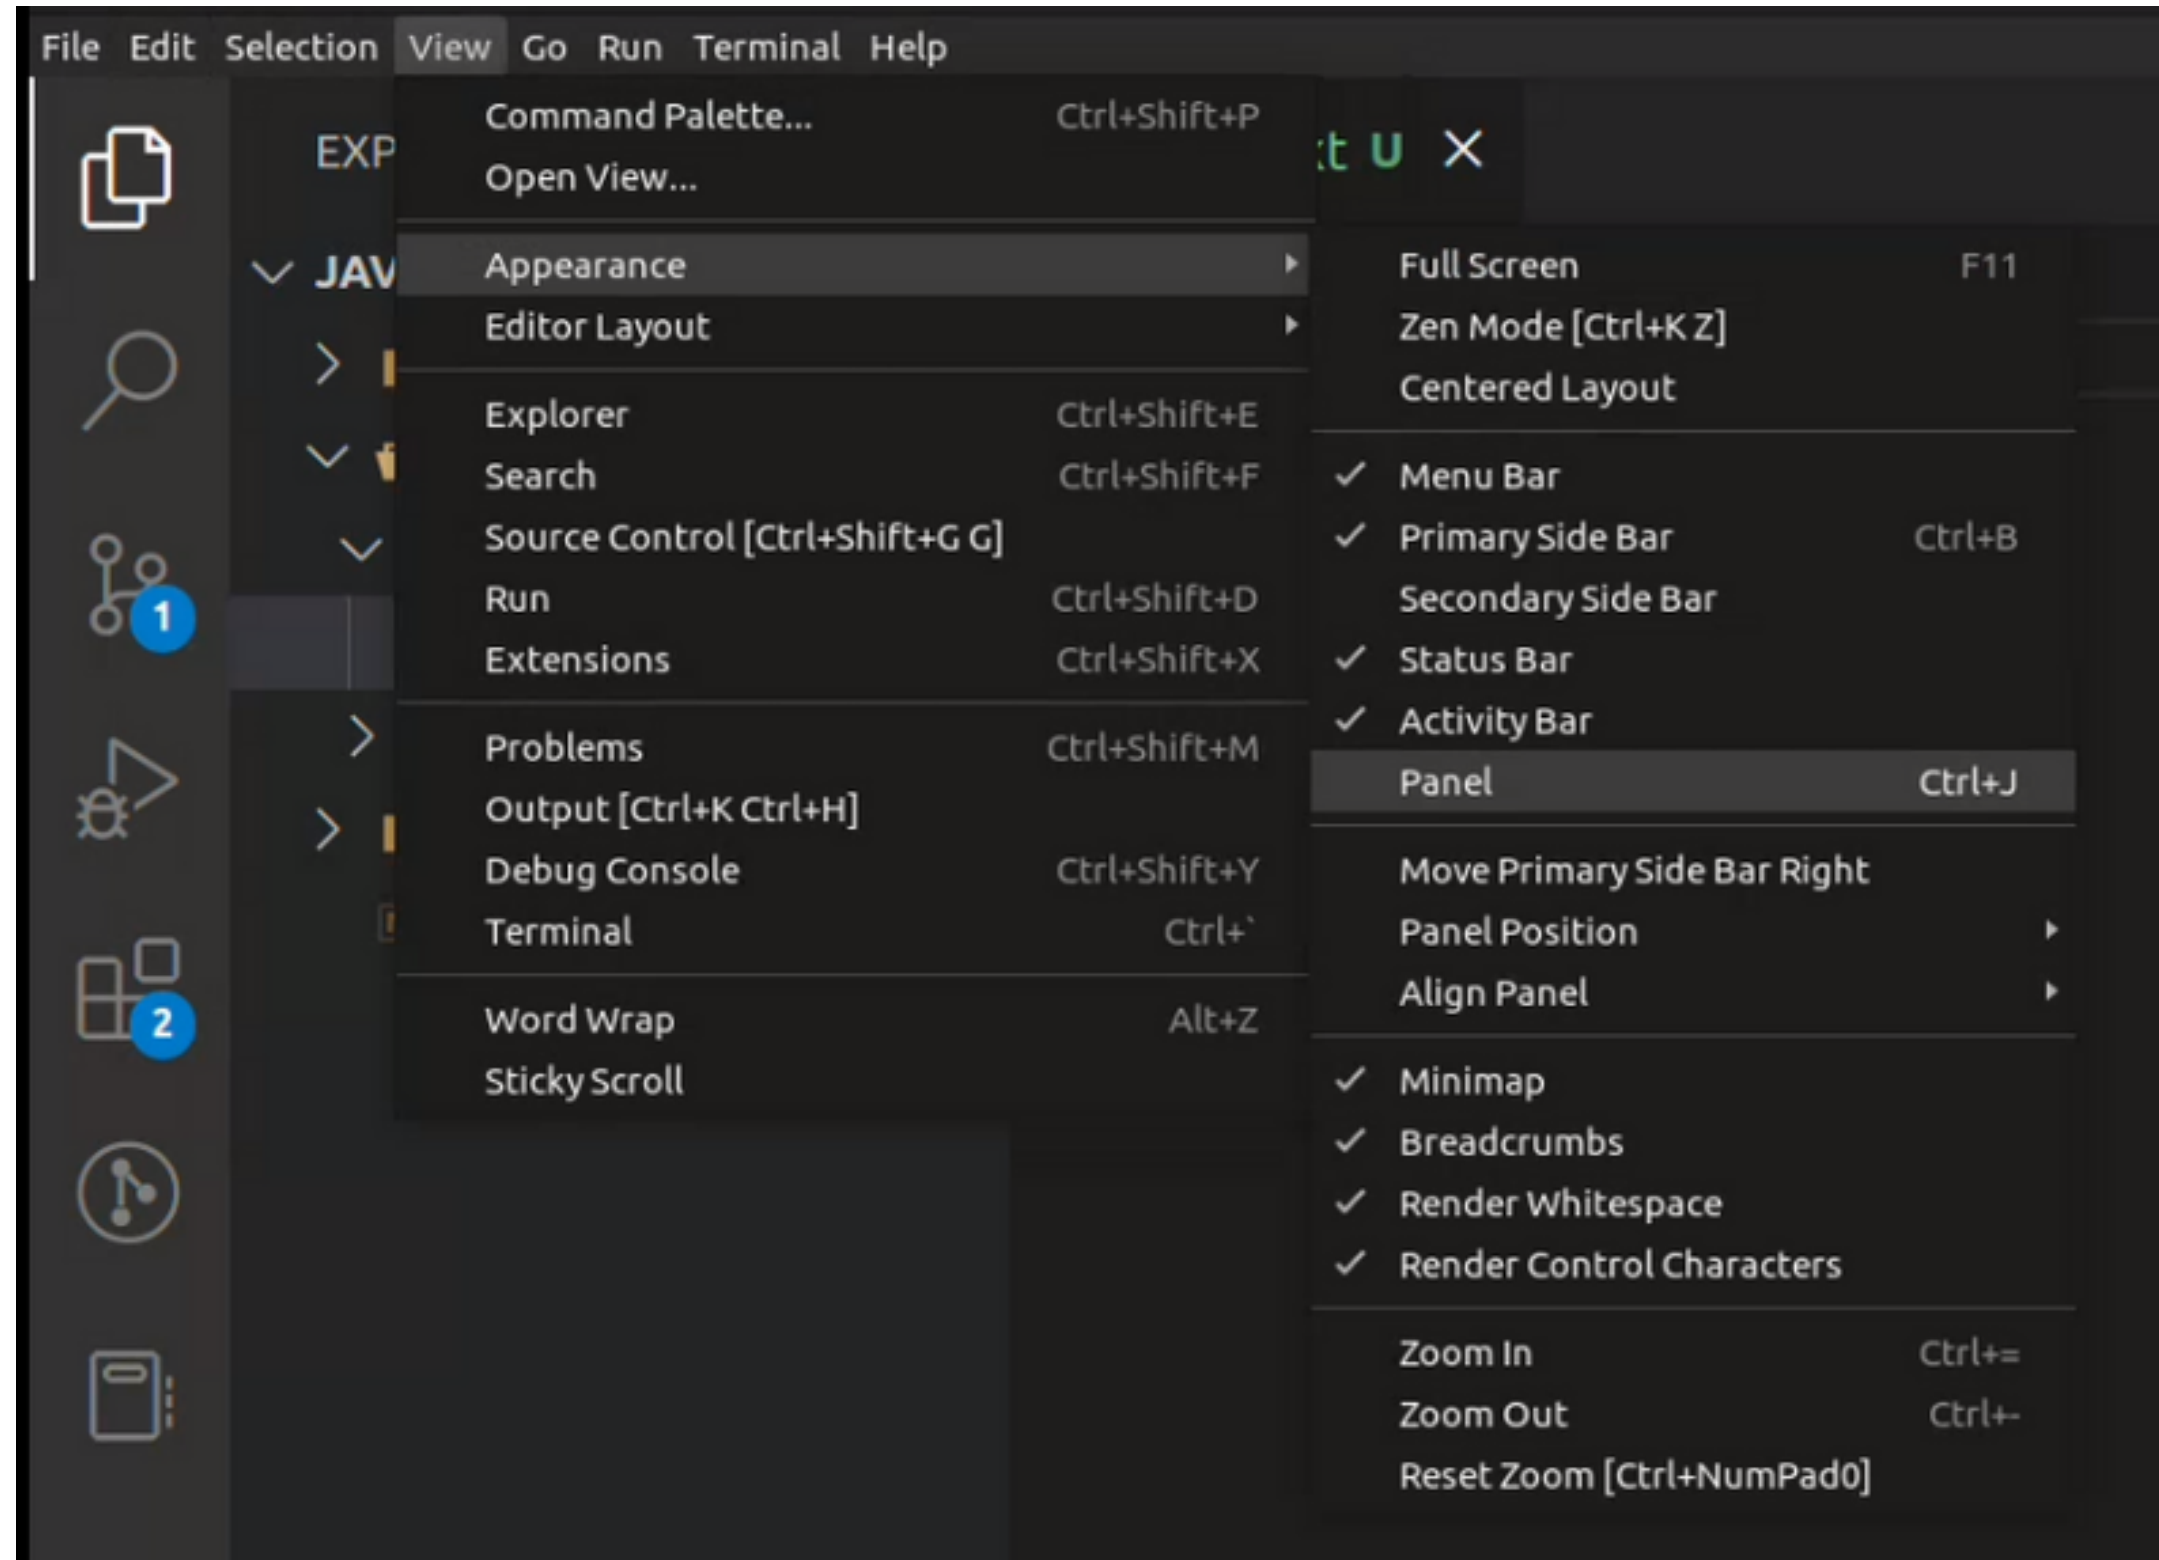 File Edit Selection View Go Run Terminal Help
EXP
JAV
1
2
Command Palette... Ctrl+Shift+P
Open View...
Appearance
Editor Layout
Explorer Ctrl+Shift+E
Search Ctrl+Shift+F
Source Control [Ctrl+Shift+G G]
Run Ctrl+Shift+D
Extensions Ctrl+Shift+X
Problems Ctrl+Shift+M
Output [Ctrl+K Ctrl+H]
Debug Console Ctrl+Shift+Y
Terminal Ctrl+`
Word Wrap Alt+Z
Sticky Scroll
t U
Full Screen F11
Zen Mode [Ctrl+K Z]
Centered Layout
Menu Bar
Primary Side Bar Ctrl+B
Secondary Side Bar
Status Bar
Activity Bar
Panel Ctrl+J
Move Primary Side Bar Right
Panel Position
Align Panel
Minimap
Breadcrumbs
Render Whitespace
Render Control Characters
Zoom In Ctrl+=
Zoom Out Ctrl+-
Reset Zoom [Ctrl+NumPad0]